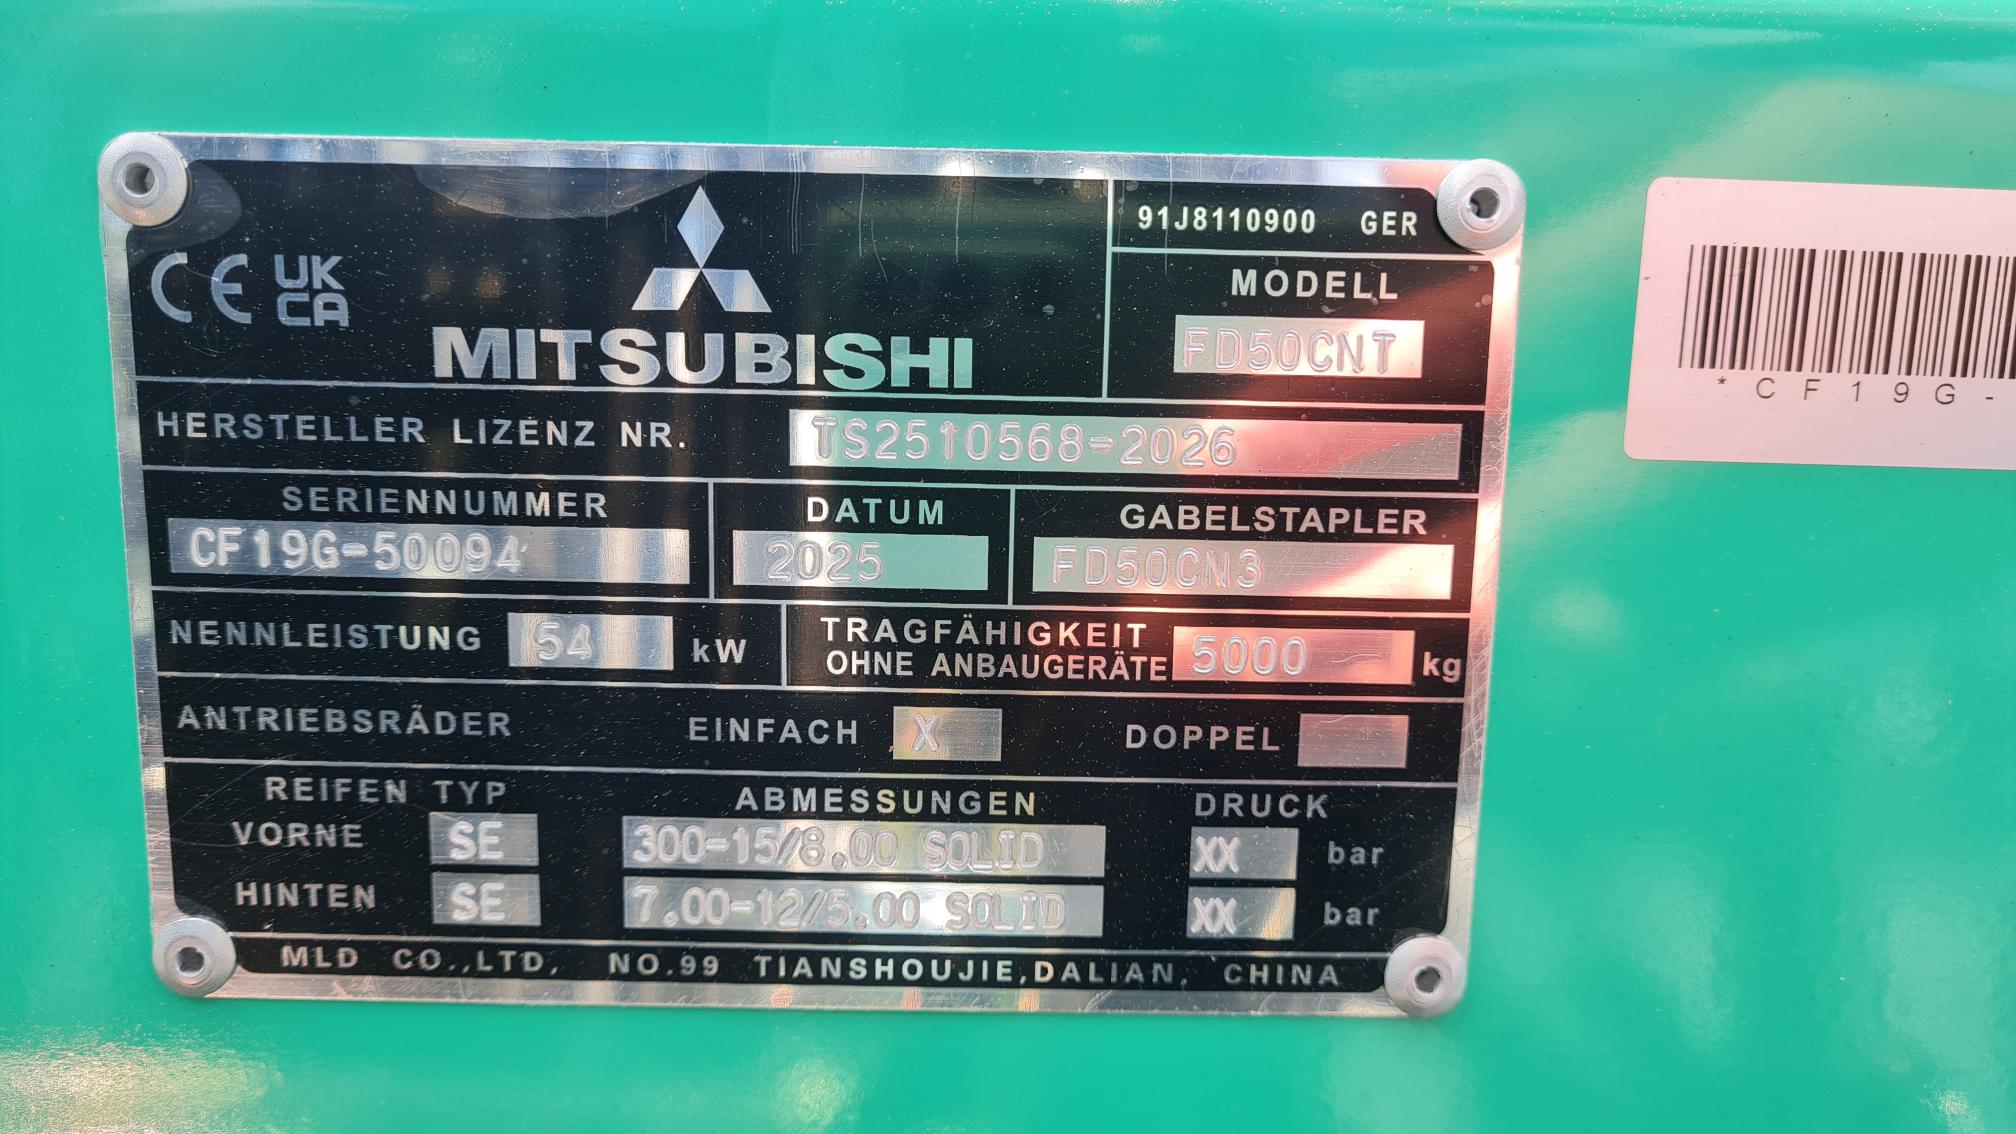 CE UK
CA
MITSUBISHI
91J8110900 GER
MODELL
FD50CNT
HERSTELLER LIZENZ NR. TS2510568-2026
SERIENNUMMER
CF19G-50094
DATUM
2025
GABELSTAPLER
FD50CN3
NENNLEISTUNG 54 kW
TRAGFÄHIGKEIT
OHNE ANBAUGERÄTE 5000 kg
ANTRIEBSRÄDER EINFACH X DOPPEL
REIFEN TYP ABMESSUNGEN DRUCK
VORNE SE 300-15/8.00 SOLID XX bar
HINTEN SE 7.00-12/5.00 SOLID XX bar
MLD CO.,LTD, NO.99 TIANSHOUJIE,DALIAN, CHINA
*CF19G-